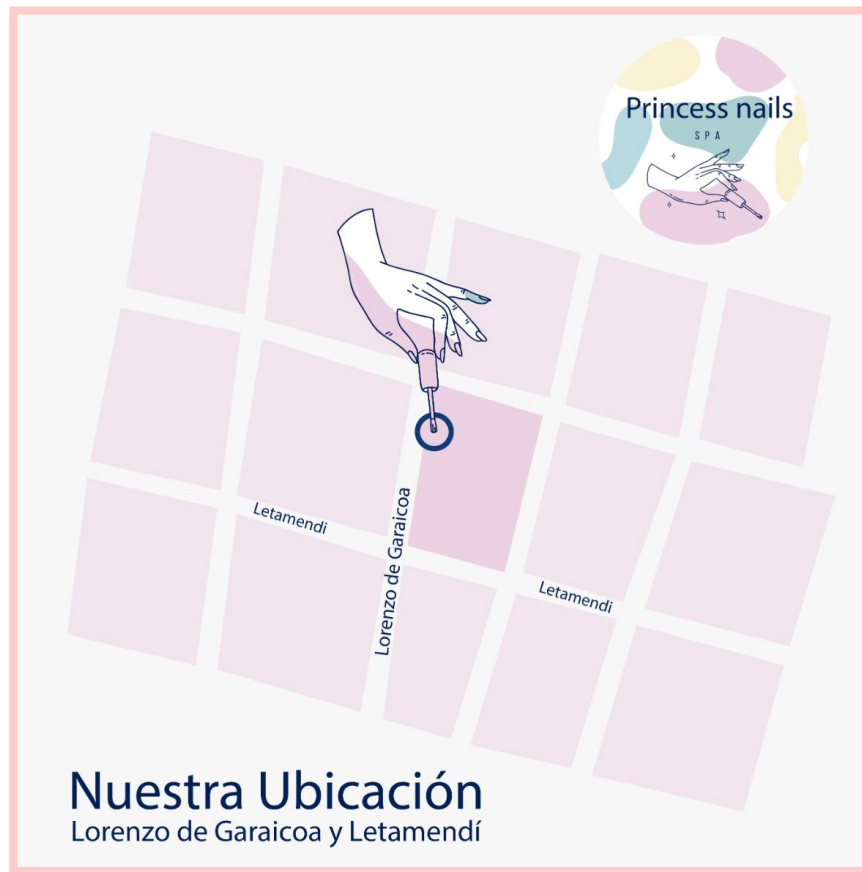 Princess nails
SPA
Letamendi
Lorenzo de Garaicoa
Letamendi
Nuestra Ubicación
Lorenzo de Garaicoa y Letamendí